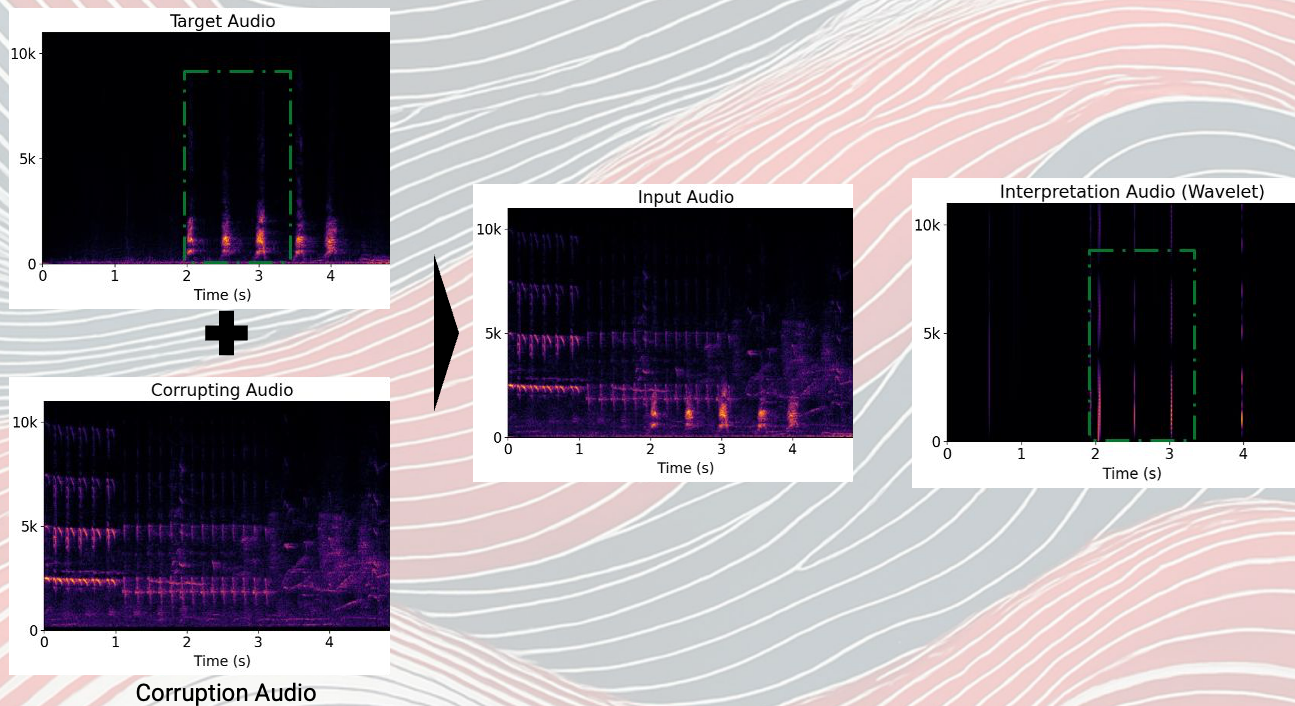 Target Audio
10k
5k
0
0 1 2 3 4
Time (s)
Corrupting Audio
10k
5k
0
0 1 2 3 4
Time (s)
Corruption Audio
Input Audio
10k
5k
0
0 1 2 3 4
Time (s)
Interpretation Audio (Wavelet)
10k
5k
0
0 1 2 3 4
Time (s)